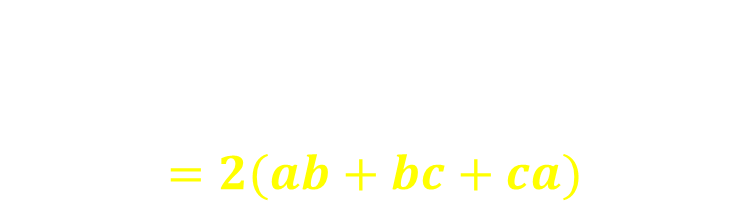 = 2(ab + bc + ca)